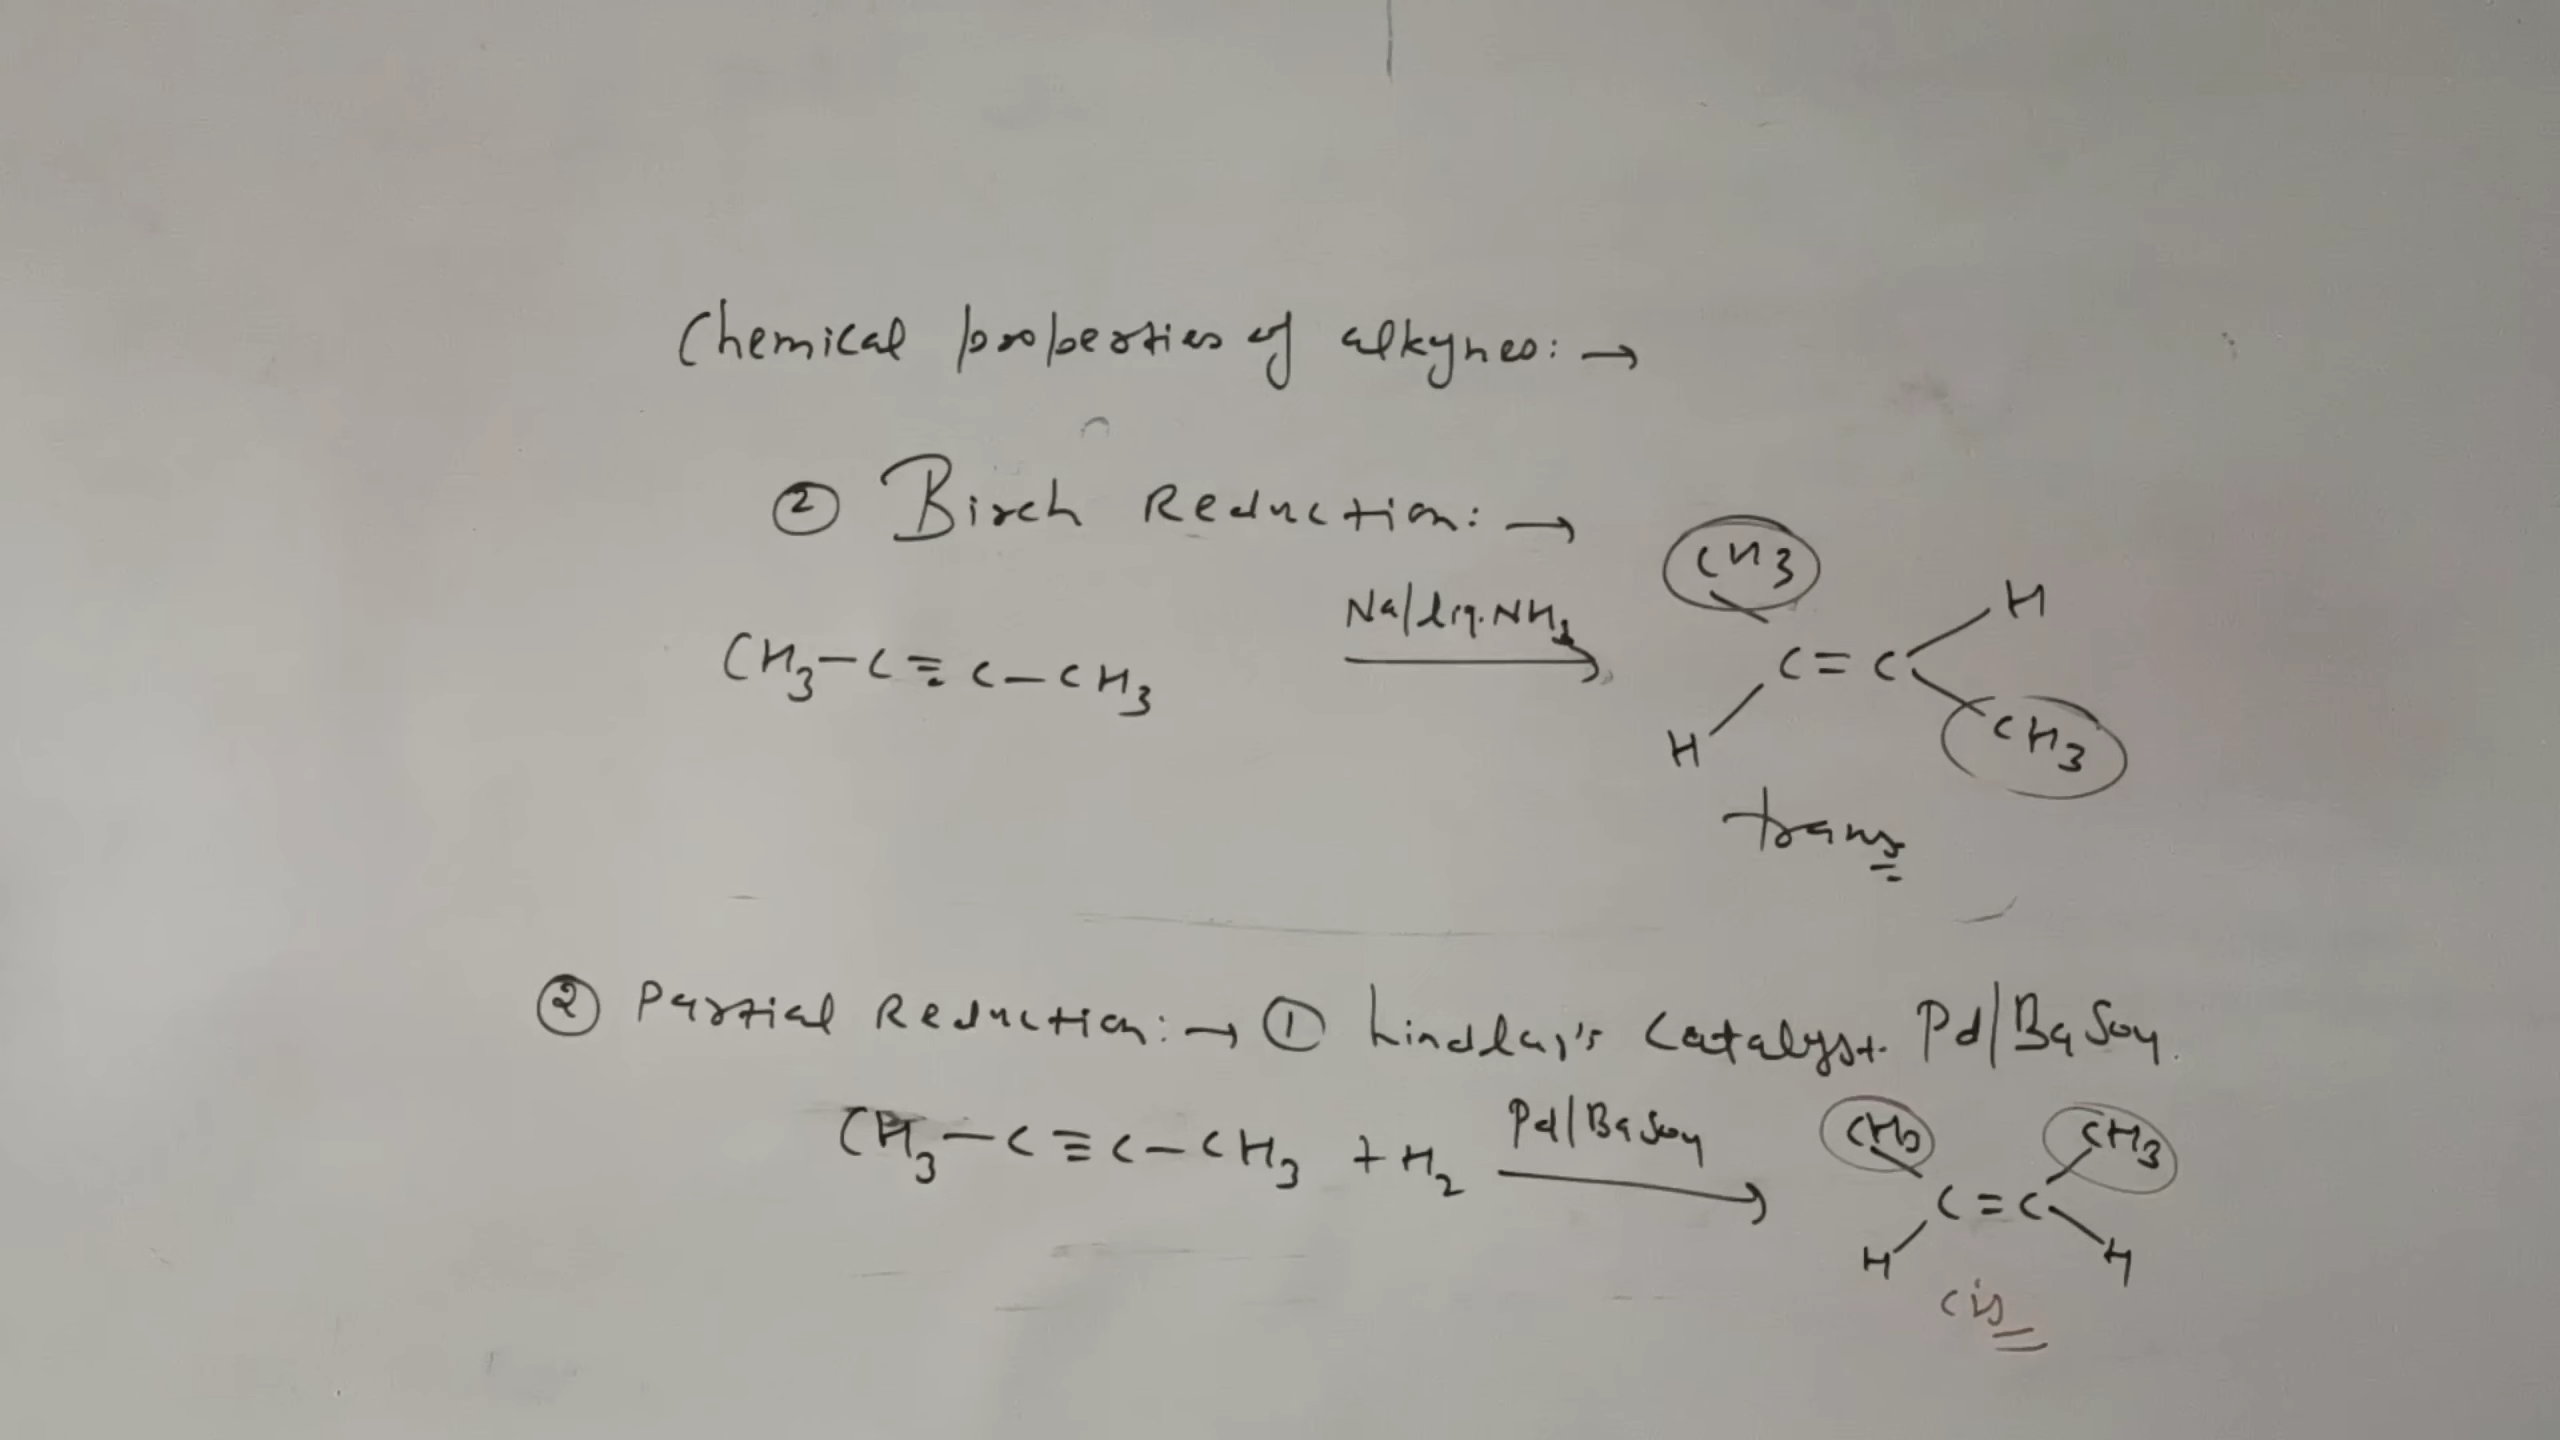 Chemical properties of alkynes: →
② Birch Reduction: →
CH3 H
Na/liq. NH3
CH3-C≡C-CH3 → C=C
H CH3
trans
② Partial Reduction: → ① Lindlar's Catalyst. Pd/BaSO4.
Pd/BaSO4 CH3 CH3
CH3-C≡C-CH3 + H2 → C=C
H H
cis